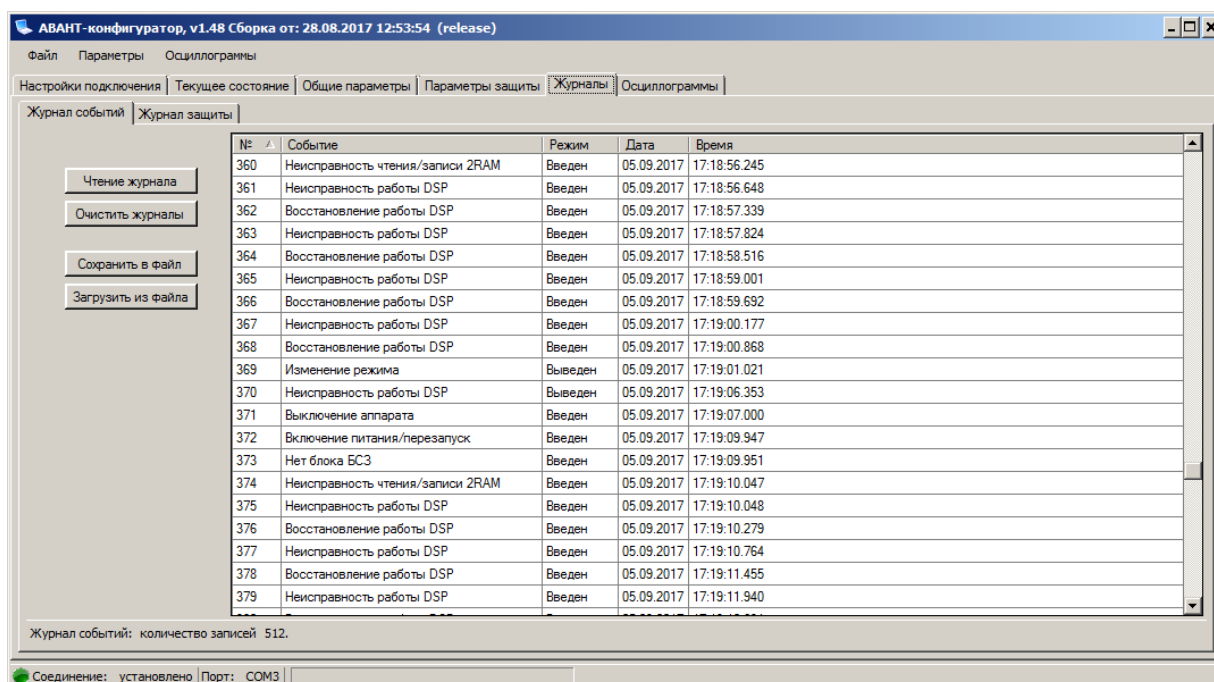 АВАНТ-конфигуратор, v1.48 Сборка от: 28.08.2017 12:53:54 (release)
Файл Параметры Осциллограммы
Настройки подключения Текущее состояние Общие параметры Параметры защиты Журналы Осциллограммы
Журнал событий Журнал защиты
№ Событие Режим Дата Время
360 Неисправность чтения/записи 2RAM Введен 05.09.2017 17:18:56.245
Чтение журнала
361 Неисправность работы DSP Введен 05.09.2017 17:18:56.648
Очистить журналы
362 Восстановление работы DSP Введен 05.09.2017 17:18:57.339
363 Неисправность работы DSP Введен 05.09.2017 17:18:57.824
Сохранить в файл
364 Восстановление работы DSP Введен 05.09.2017 17:18:58.516
365 Неисправность работы DSP Введен 05.09.2017 17:18:59.001
Загрузить из файла
366 Восстановление работы DSP Введен 05.09.2017 17:18:59.692
367 Неисправность работы DSP Введен 05.09.2017 17:19:00.177
368 Восстановление работы DSP Введен 05.09.2017 17:19:00.868
369 Изменение режима Выведен 05.09.2017 17:19:01.021
370 Неисправность работы DSP Выведен 05.09.2017 17:19:06.353
371 Выключение аппарата Введен 05.09.2017 17:19:07.000
372 Включение питания/перезапуск Введен 05.09.2017 17:19:09.947
373 Нет блока БСЗ Введен 05.09.2017 17:19:09.951
374 Неисправность чтения/записи 2RAM Введен 05.09.2017 17:19:10.047
375 Неисправность работы DSP Введен 05.09.2017 17:19:10.048
376 Восстановление работы DSP Введен 05.09.2017 17:19:10.279
377 Неисправность работы DSP Введен 05.09.2017 17:19:10.764
378 Восстановление работы DSP Введен 05.09.2017 17:19:11.455
379 Неисправность работы DSP Введен 05.09.2017 17:19:11.940
Журнал событий: количество записей 512.
Соединение: установлено Порт: COM3